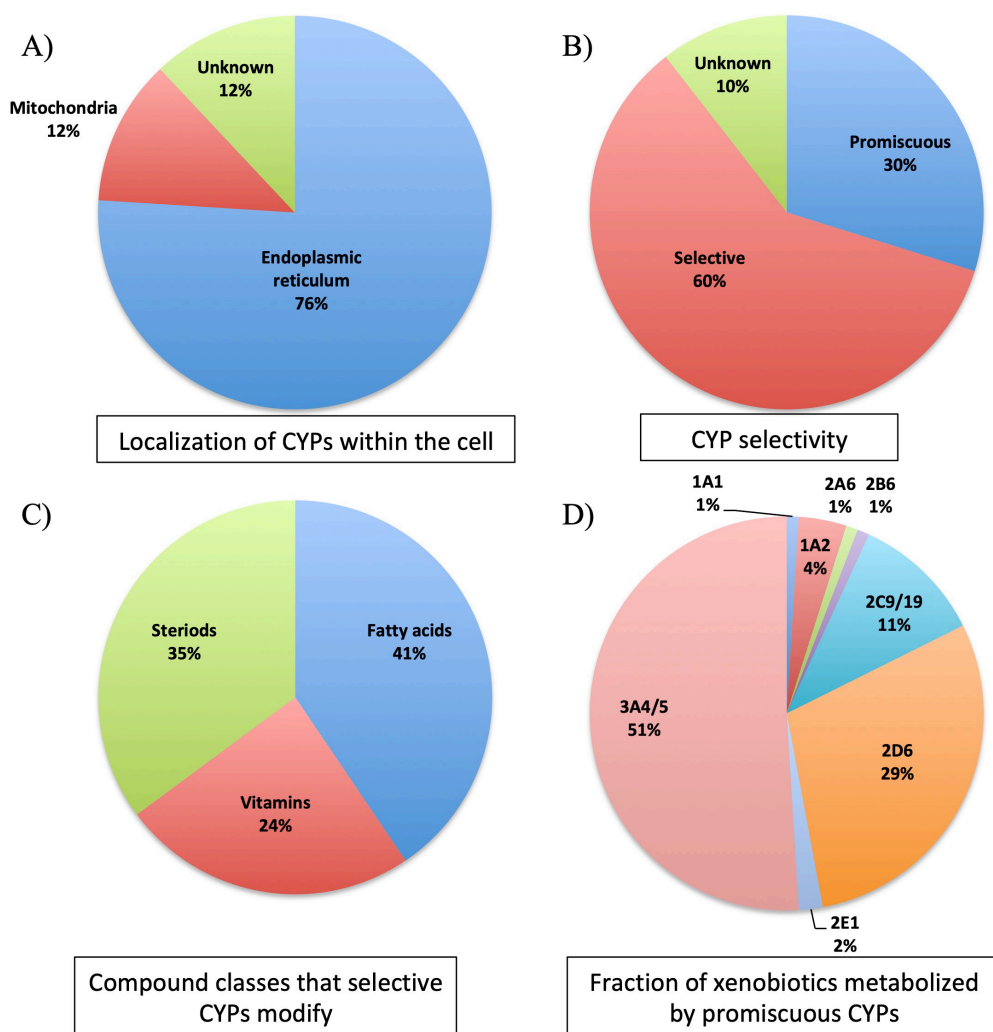 A)
Unknown
12%
Mitochondria
12%
Endoplasmic
reticulum
76%
Localization of CYPs within the cell
B)
Unknown
10%
Promiscuous
30%
Selective
60%
CYP selectivity
C)
Steriods
35%
Fatty acids
41%
Vitamins
24%
Compound classes that selective
CYPs modify
D)
1A1
1%
2A6
1%
2B6
1%
1A2
4%
2C9/19
11%
3A4/5
51%
2D6
29%
2E1
2%
Fraction of xenobiotics metabolized
by promiscuous CYPs